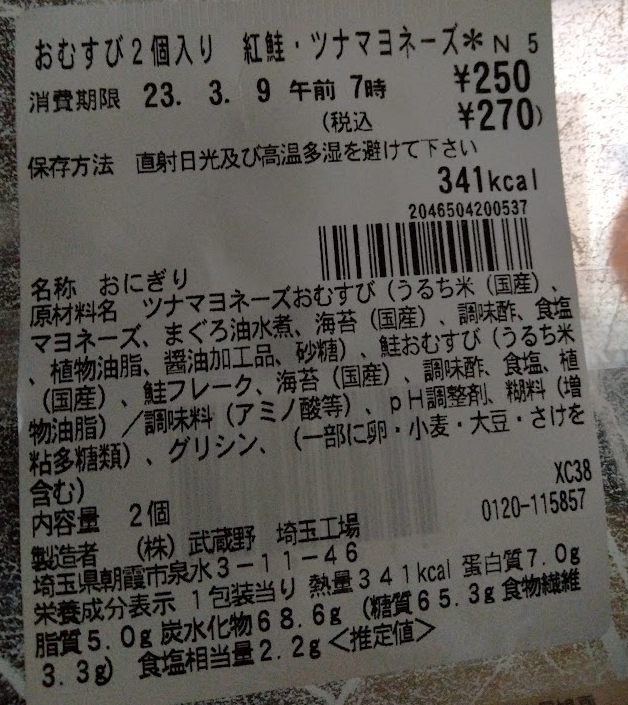 おむすび2個入り 紅鮭・ツナマヨネーズ＊N 5
消費期限 23. 3. 9 午前 7時 ¥250
(税込 ¥270)
保存方法 直射日光及び高温多湿を避けて下さい
341kcal
2046504200537
名称 おにぎり
原材料名 ツナマヨネーズおむすび（うるち米（国産）、
マヨネーズ、まぐろ油水煮、海苔（国産）、調味酢、食塩
、植物油脂、醤油加工品、砂糖）、鮭おむすび（うるち米
（国産）、鮭フレーク、海苔（国産）、調味酢、食塩、植
物油脂）／調味料（アミノ酸等）、pH調整剤、糊料（増
粘多糖類）、グリシン、（一部に卵・小麦・大豆・さけを
含む）
XC38
内容量 2個
0120-115857
製造者 （株）武蔵野 埼玉工場
埼玉県朝霞市泉水3－11－46
栄養成分表示 1包装当り 熱量341kcal 蛋白質7.0g
脂質5.0g 炭水化物68.6g（糖質65.3g 食物繊維
3.3g） 食塩相当量2.2g＜推定値＞